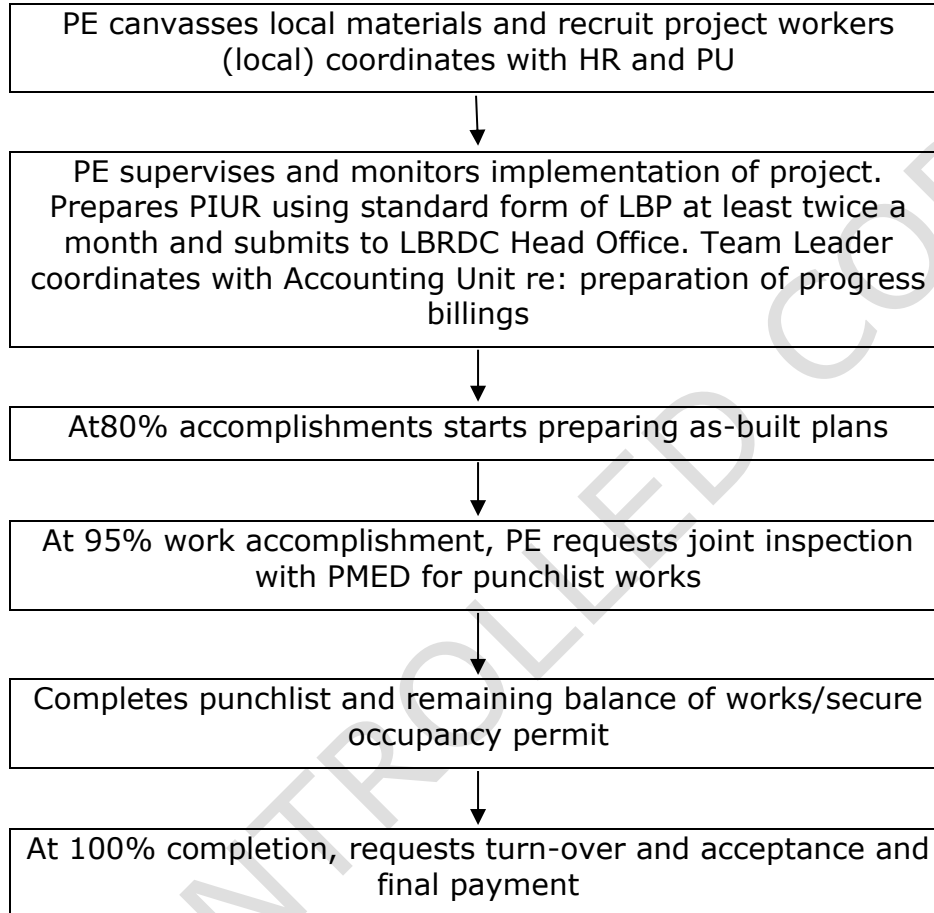 PE canvasses local materials and recruit project workers
(local) coordinates with HR and PU
PE supervises and monitors implementation of project.
Prepares PIUR using standard form of LBP at least twice a
month and submits to LBRDC Head Office. Team Leader
coordinates with Accounting Unit re: preparation of progress
billings
At80% accomplishments starts preparing as-built plans
At 95% work accomplishment, PE requests joint inspection
with PMED for punchlist works
Completes punchlist and remaining balance of works/secure
occupancy permit
At 100% completion, requests turn-over and acceptance and
final payment
NTROLLED CO